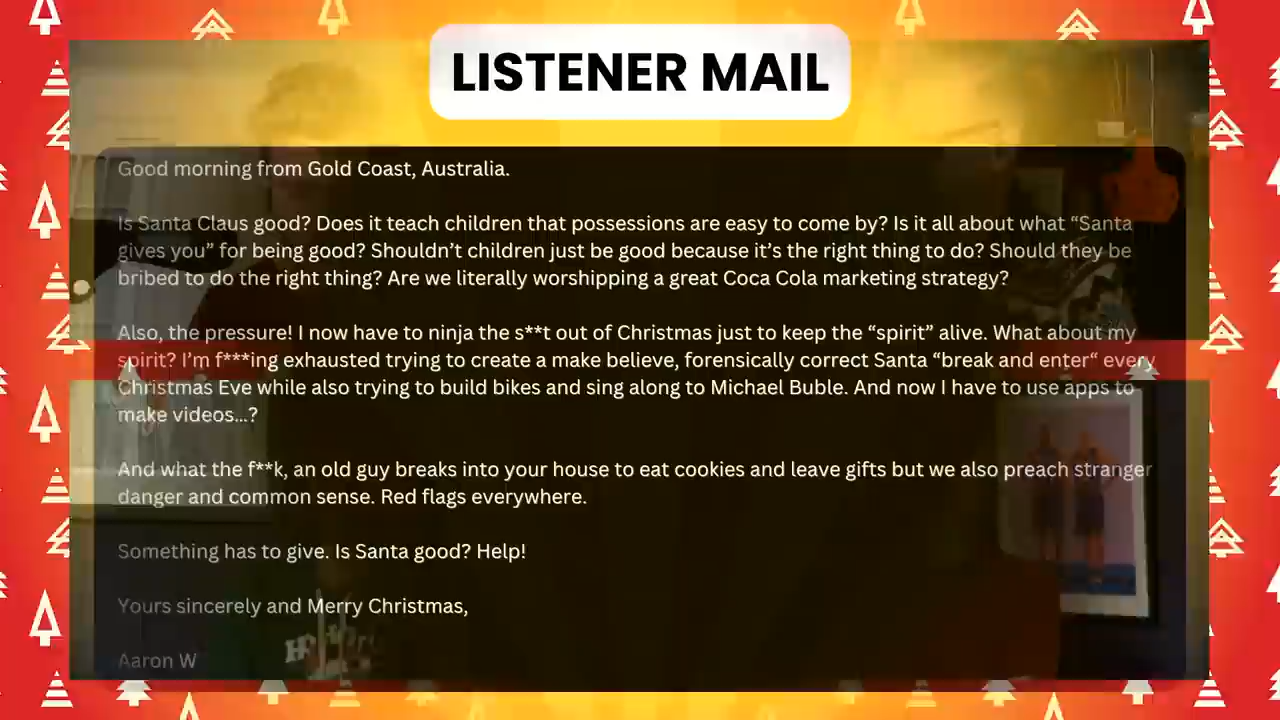 LISTENER MAIL
Good morning from Gold Coast, Australia.
Is Santa Claus good? Does it teach children that possessions are easy to come by? Is it all about what “Santa
gives you” for being good? Shouldn’t children just be good because it’s the right thing to do? Should they be
bribed to do the right thing? Are we literally worshipping a great Coca Cola marketing strategy?
Also, the pressure! I now have to ninja the s**t out of Christmas just to keep the “spirit” alive. What about my
spirit? I’m f***ing exhausted trying to create a make believe, forensically correct Santa “break and enter“ every
Christmas Eve while also trying to build bikes and sing along to Michael Buble. And now I have to use apps to
make videos...?
And what the f**k, an old guy breaks into your house to eat cookies and leave gifts but we also preach stranger
danger and common sense. Red flags everywhere.
Something has to give. Is Santa good? Help!
Yours sincerely and Merry Christmas,
Aaron W